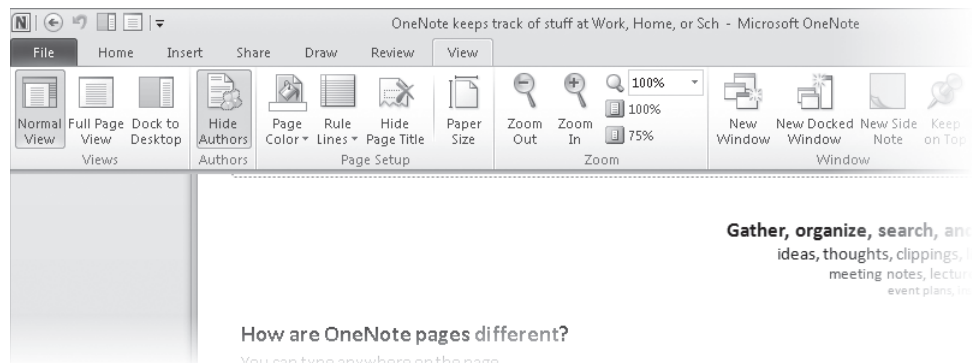 N
OneNote keeps track of stuff at Work, Home, or Sch - Microsoft OneNote
File Home Insert Share Draw Review View
Normal View
Full Page View
Dock to Desktop
Views
Hide Authors
Authors
Page Color
Rule Lines
Hide Page Title
Page Setup
Paper Size
Zoom Out
Zoom In
100%
100%
75%
Zoom
New Window
New Docked Window
New Side Note
Keep on Top
Window
Gather, organize, search, and
ideas, thoughts, clippings,
meeting notes,
event plans,
How are OneNote pages different?
You can type anywhere on the page